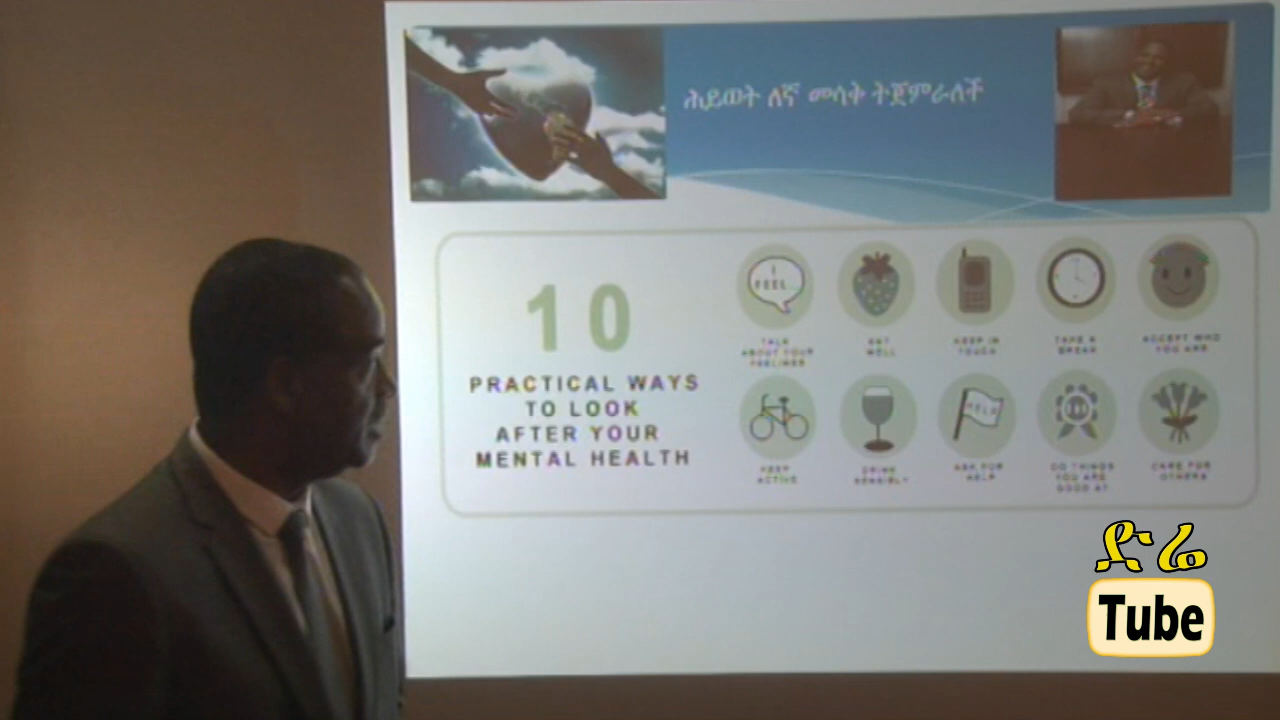 ሕይወት ለኛ መሳቅ ትጀምራለች
10
PRACTICAL WAYS
TO LOOK
AFTER YOUR
MENTAL HEALTH
I
FEEL...
TALK
ABOUT YOUR
FEELINGS
EAT
WELL
KEEP IN
TOUCH
TAKE A
BREAK
ACCEPT WHO
YOU ARE
KEEP
ACTIVE
DRINK
SENSIBLY
HELP
ASK FOR
HELP
DO THINGS
YOU ARE
GOOD AT
CARE FOR
OTHERS
ድሬ
Tube